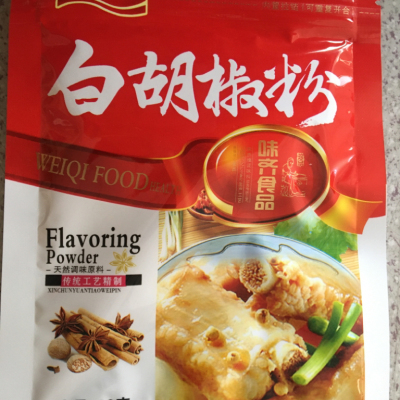 白胡椒粉
WEIQI FOOD
味齐食品
Flavoring
Powder
天然调味原料
传统工艺精制
XINCHUNYUANTIAOWEIPIN